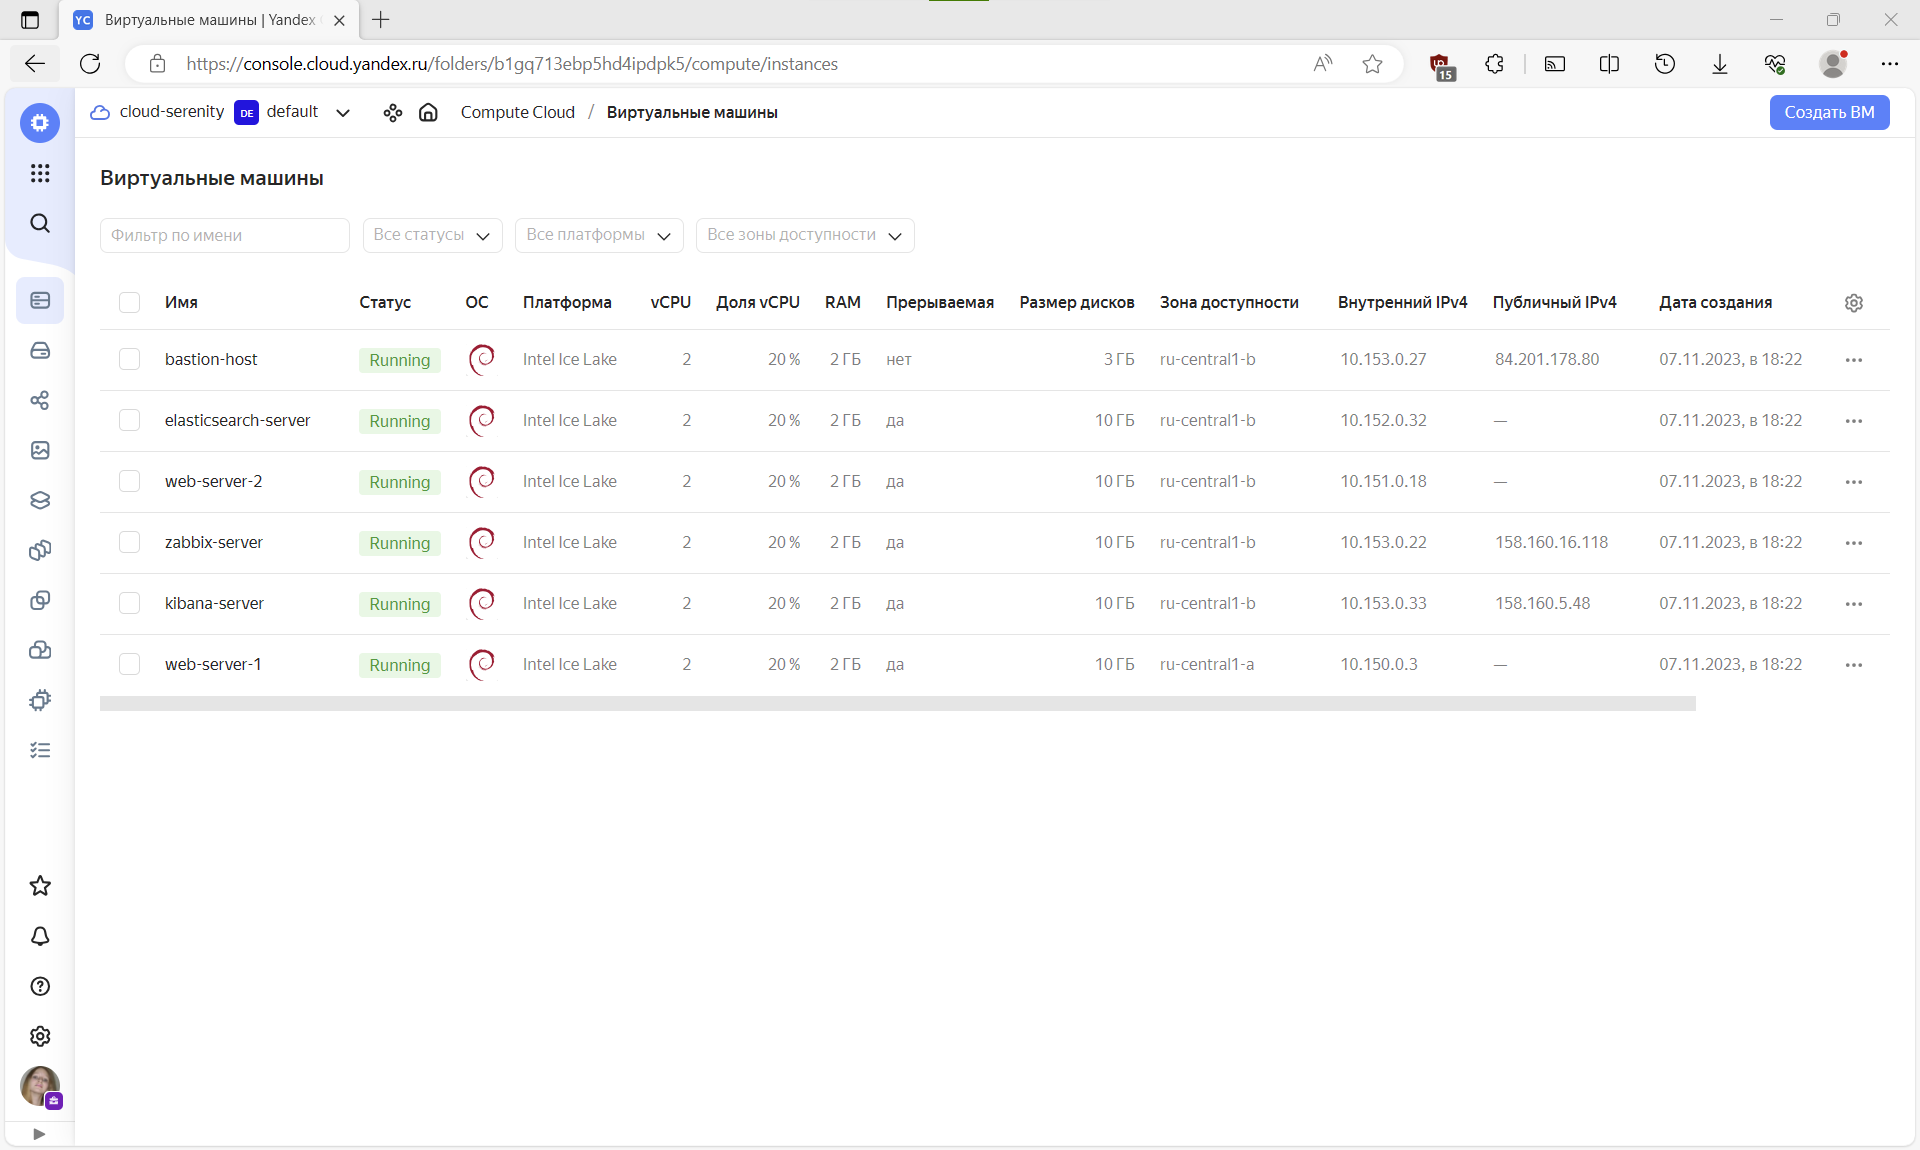 YC Виртуальные машины | Yandex
https://console.cloud.yandex.ru/folders/b1gq713ebp5hd4ipdpk5/compute/instances
15
cloud-serenity DE default Compute Cloud / Виртуальные машины Создать ВМ
Виртуальные машины
Фильтр по имени Все статусы Все платформы Все зоны доступности
Имя Статус ОС Платформа vCPU Доля vCPU RAM Прерываемая Размер дисков Зона доступности Внутренний IPv4 Публичный IPv4 Дата создания
bastion-host Running Intel Ice Lake 2 20 % 2 ГБ нет 3 ГБ ru-central1-b 10.153.0.27 84.201.178.80 07.11.2023, в 18:22
elasticsearch-server Running Intel Ice Lake 2 20 % 2 ГБ да 10 ГБ ru-central1-b 10.152.0.32 — 07.11.2023, в 18:22
web-server-2 Running Intel Ice Lake 2 20 % 2 ГБ да 10 ГБ ru-central1-b 10.151.0.18 — 07.11.2023, в 18:22
zabbix-server Running Intel Ice Lake 2 20 % 2 ГБ да 10 ГБ ru-central1-b 10.153.0.22 158.160.16.118 07.11.2023, в 18:22
kibana-server Running Intel Ice Lake 2 20 % 2 ГБ да 10 ГБ ru-central1-b 10.153.0.33 158.160.5.48 07.11.2023, в 18:22
web-server-1 Running Intel Ice Lake 2 20 % 2 ГБ да 10 ГБ ru-central1-a 10.150.0.3 — 07.11.2023, в 18:22